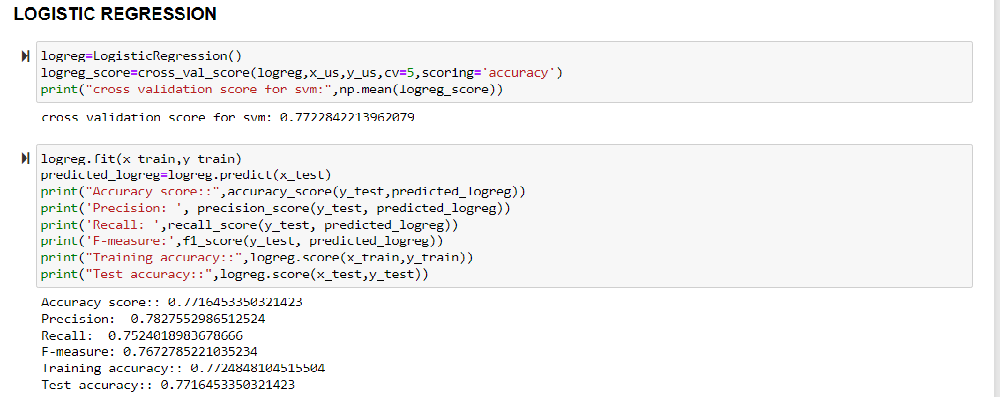 LOGISTIC REGRESSION
logreg=LogisticRegression()
logreg_score=cross_val_score(logreg,x_us,y_us,cv=5,scoring='accuracy')
print("cross validation score for svm:",np.mean(logreg_score))
cross validation score for svm: 0.7722842213962079
logreg.fit(x_train,y_train)
predicted_logreg=logreg.predict(x_test)
print("Accuracy score::",accuracy_score(y_test,predicted_logreg))
print('Precision: ', precision_score(y_test, predicted_logreg))
print('Recall: ',recall_score(y_test, predicted_logreg))
print('F-measure:',f1_score(y_test, predicted_logreg))
print("Training accuracy::",logreg.score(x_train,y_train))
print("Test accuracy::",logreg.score(x_test,y_test))
Accuracy score:: 0.7716453350321423
Precision:  0.7827552986512524
Recall:  0.7524018983678666
F-measure: 0.7672785221035234
Training accuracy:: 0.7724848104515504
Test accuracy:: 0.7716453350321423